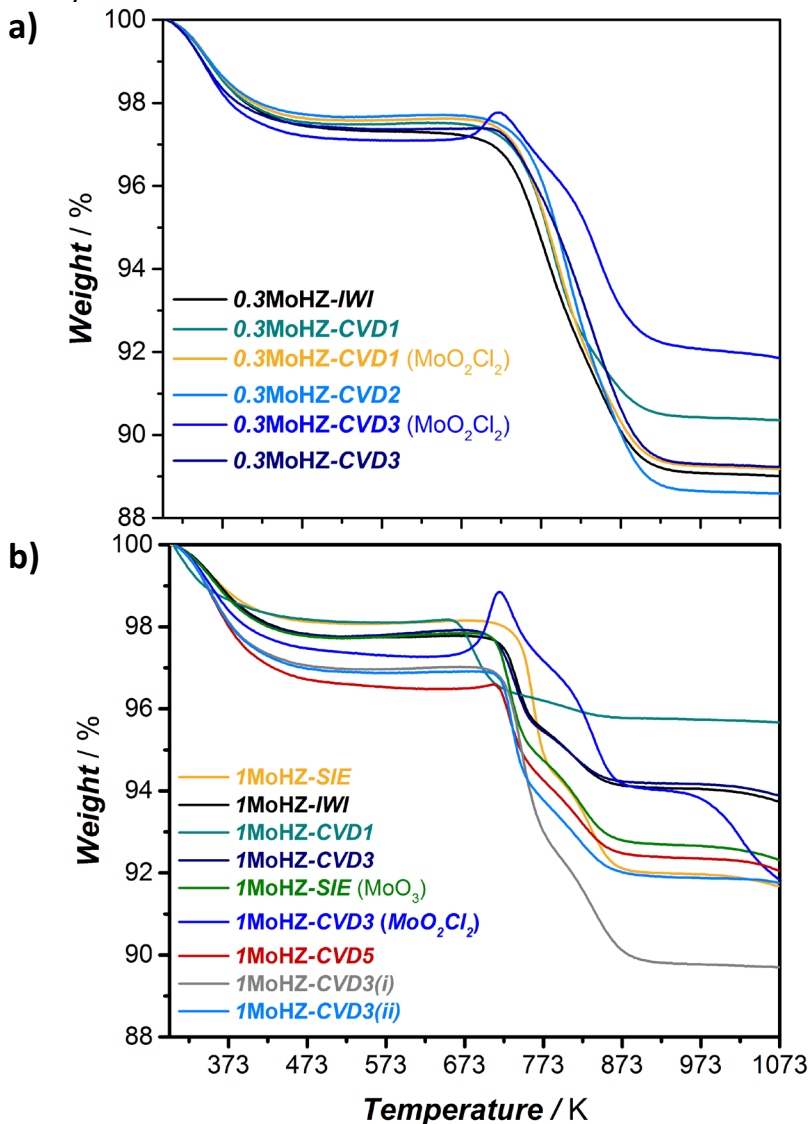 a)
100
98
96
94
92
90
88
Weight / %
0.3MoHZ-IWI
0.3MoHZ-CVD1
0.3MoHZ-CVD1 (MoO₂Cl₂)
0.3MoHZ-CVD2
0.3MoHZ-CVD3 (MoO₂Cl₂)
0.3MoHZ-CVD3
b)
100
98
96
94
92
90
88
Weight / %
1MoHZ-SIE
1MoHZ-IWI
1MoHZ-CVD1
1MoHZ-CVD3
1MoHZ-SIE (MoO₃)
1MoHZ-CVD3 (MoO₂Cl₂)
1MoHZ-CVD5
1MoHZ-CVD3(i)
1MoHZ-CVD3(ii)
373 473 573 673 773 873 973 1073
Temperature / K